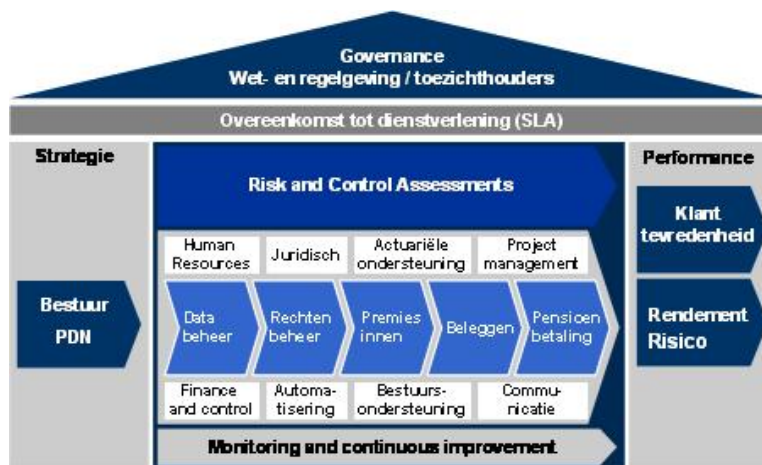 Governance
Wet- en regelgeving / toezichthouders
Overeenkomst tot dienstverlening (SLA)
Strategie
Performance
Risk and Control Assessments
Klant
tevredenheid
Human
Resources
Juridisch
Actuariële
ondersteuning
Project
management
Bestuur
PDN
Data
beheer
Rechten
beheer
Premies
innen
Beleggen
Pensioen
betaling
Rendement
Risico
Finance
and control
Automa-
tisering
Bestuurs-
ondersteuning
Commu-
nicatie
Monitoring and continuous improvement